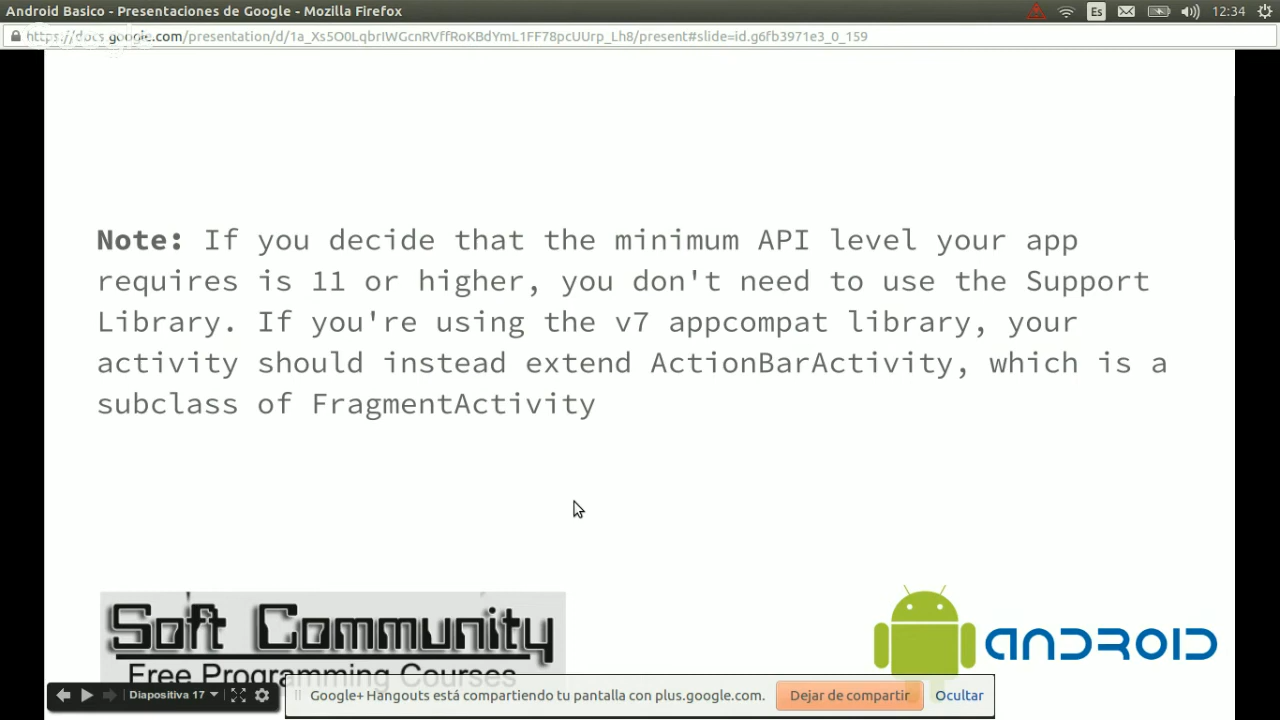 Android Basico - Presentaciones de Google - Mozilla Firefox
Es
12:34
https://docs.google.com/presentation/d/1a_Xs5O0LqbrIWGcnRVffRoKBdYmL1FF78pcUUrp_Lh8/present#slide=id.g6fb3971e3_0_159
Note: If you decide that the minimum API level your app
requires is 11 or higher, you don't need to use the Support
Library. If you're using the v7 appcompat library, your
activity should instead extend ActionBarActivity, which is a
subclass of FragmentActivity
Soft Community
Free Programming Courses
ANDROID
Diapositiva 17
Google+ Hangouts está compartiendo tu pantalla con plus.google.com.
Dejar de compartir
Ocultar